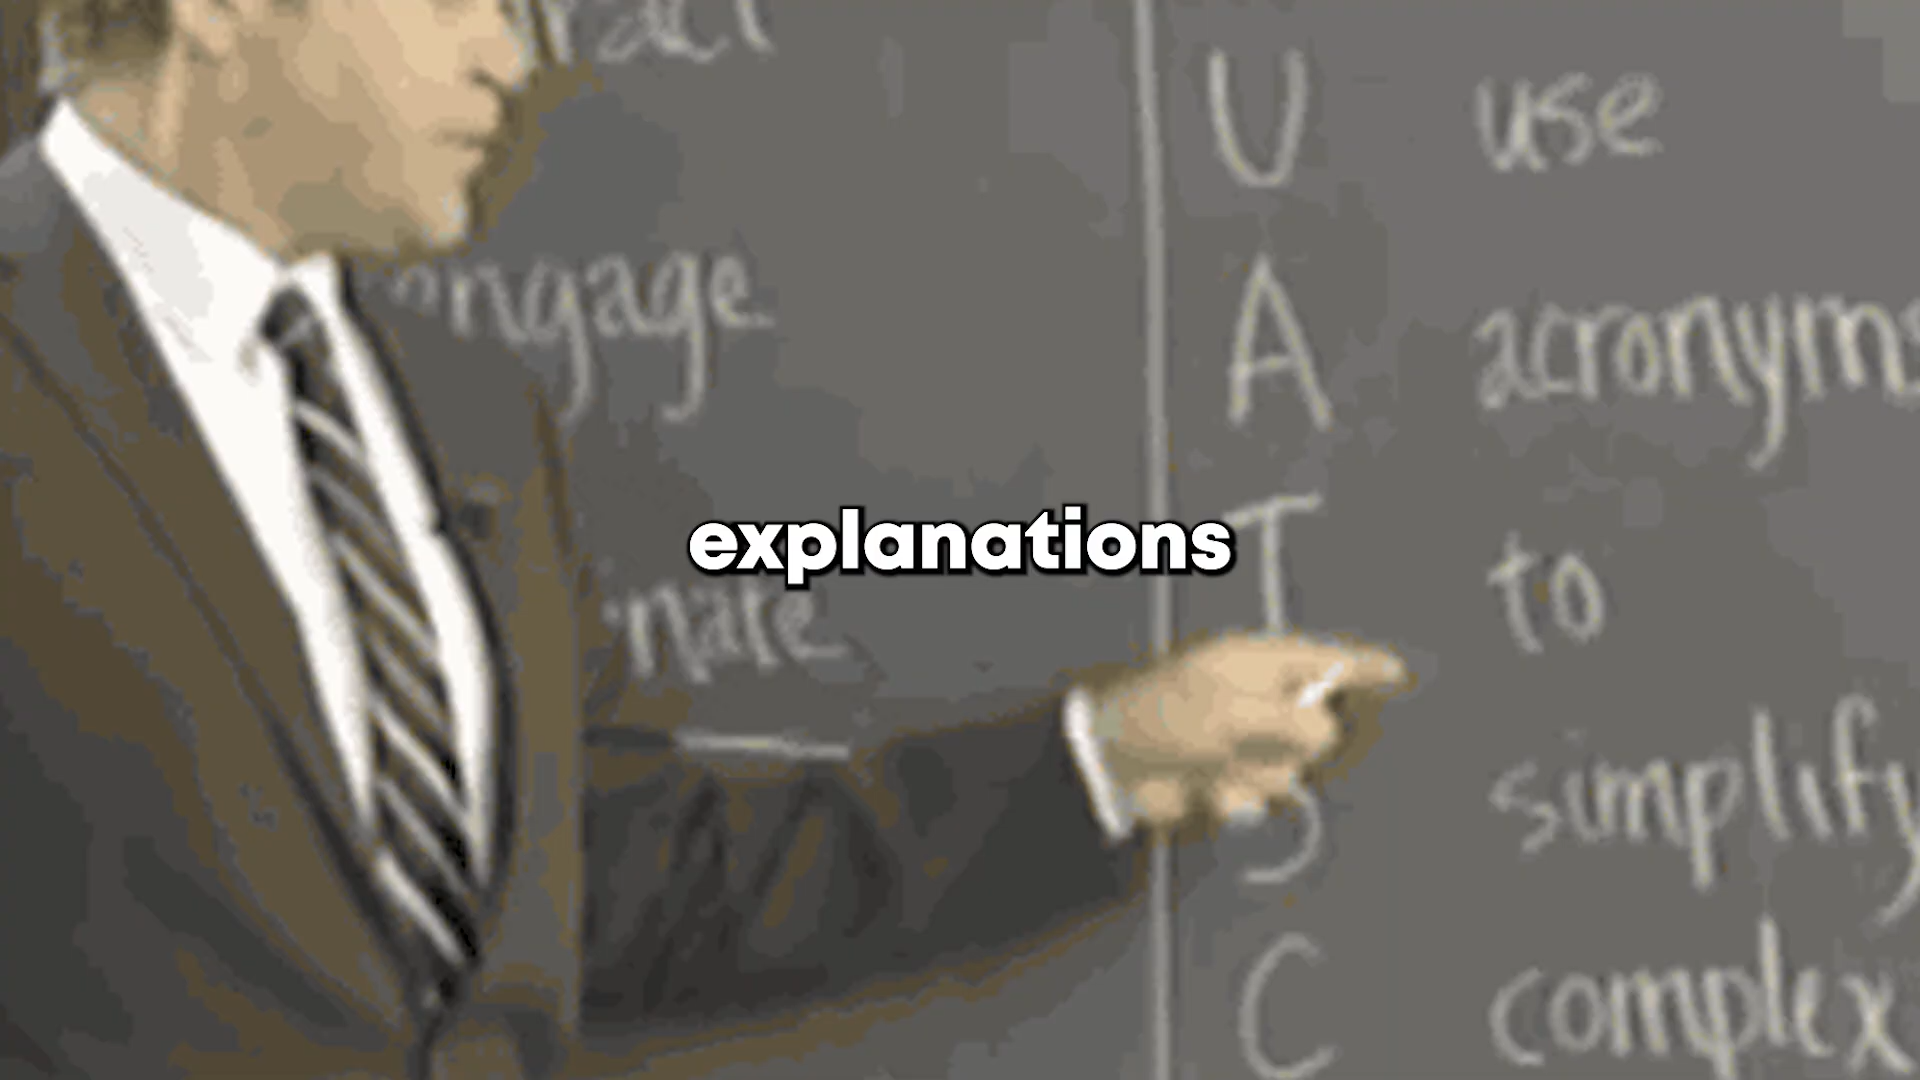 U use
ngage
A acronyms
explanations
T to
nate
S simplify
C complex